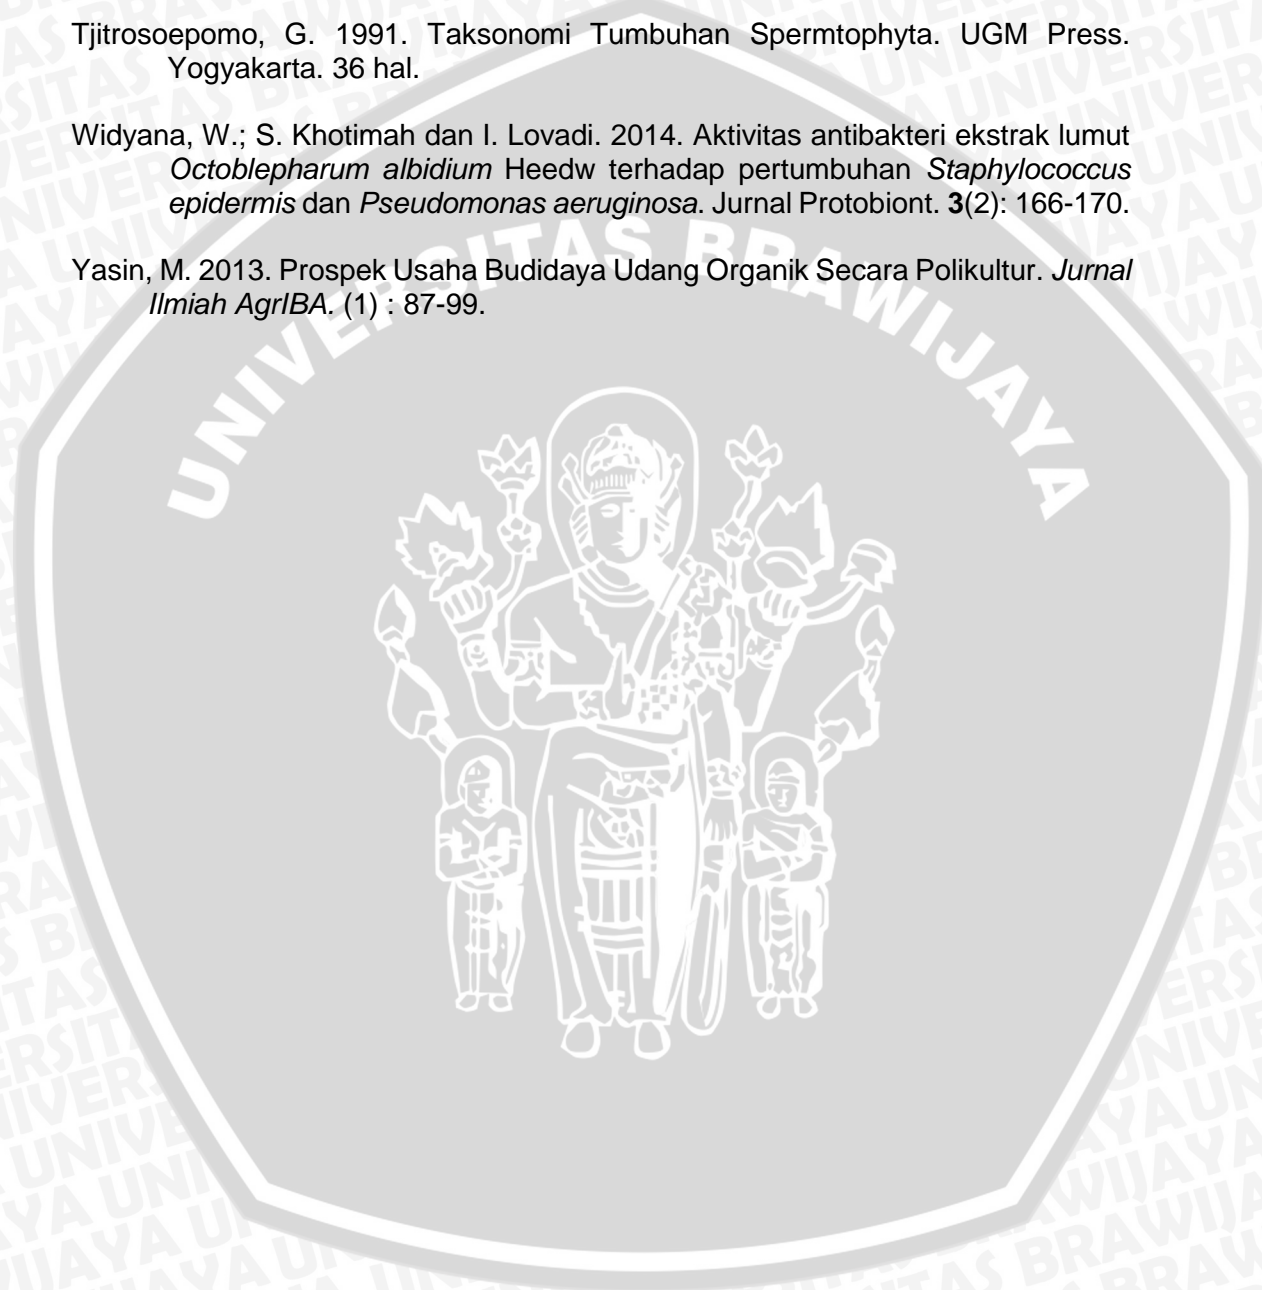 Tjitrosoepomo, G. 1991. Taksonomi Tumbuhan Spermtophyta. UGM Press.
Yogyakarta. 36 hal.
Widyana, W.; S. Khotimah dan I. Lovadi. 2014. Aktivitas antibakteri ekstrak lumut
Octoblepharum albidium Heedw terhadap pertumbuhan Staphylococcus
epidermis dan Pseudomonas aeruginosa. Jurnal Protobiont. 3(2): 166-170.
Yasin, M. 2013. Prospek Usaha Budidaya Udang Organik Secara Polikultur. Jurnal
Ilmiah AgrIBA. (1) : 87-99.
UNIVERSITAS BRAWIJAYA